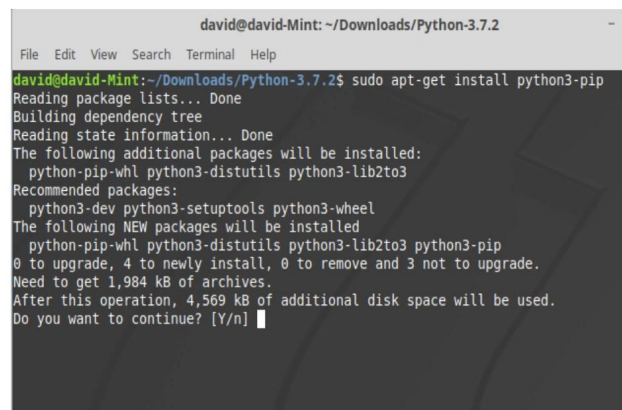 david@david-Mint: ~/Downloads/Python-3.7.2
File Edit View Search Terminal Help
david@david-Mint:~/Downloads/Python-3.7.2$ sudo apt-get install python3-pip
Reading package lists... Done
Building dependency tree
Reading state information... Done
The following additional packages will be installed:
  python-pip-whl python3-distutils python3-lib2to3
Recommended packages:
  python3-dev python3-setuptools python3-wheel
The following NEW packages will be installed
  python-pip-whl python3-distutils python3-lib2to3 python3-pip
0 to upgrade, 4 to newly install, 0 to remove and 3 not to upgrade.
Need to get 1,984 kB of archives.
After this operation, 4,569 kB of additional disk space will be used.
Do you want to continue? [Y/n]